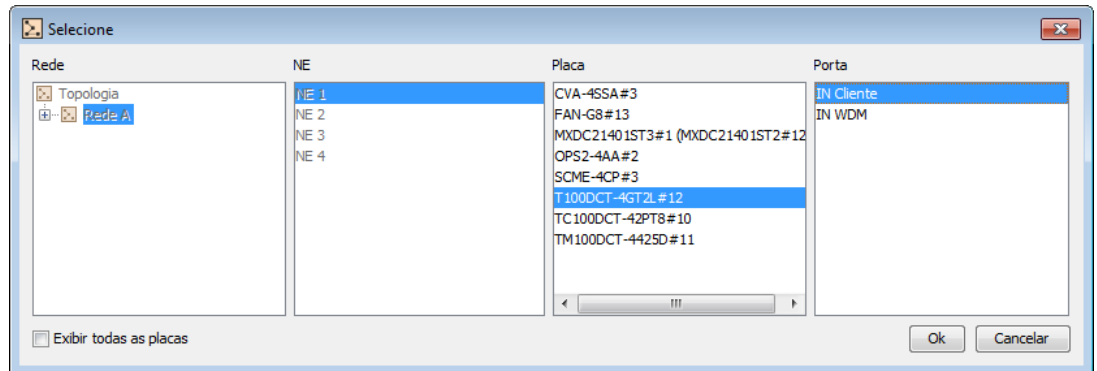 Selecione
Rede
NE
Placa
Porta
Topologia
Rede A
NE 1
NE 2
NE 3
NE 4
CVA-4SSA#3
FAN-G8#13
MXDC21401ST3#1 (MXDC21401ST2#12
OPS2-4AA#2
SCME-4CP#3
T100DCT-4GT2L#12
TC100DCT-42PT8#10
TM100DCT-4425D#11
IN Cliente
IN WDM
Exibir todas as placas
Ok
Cancelar